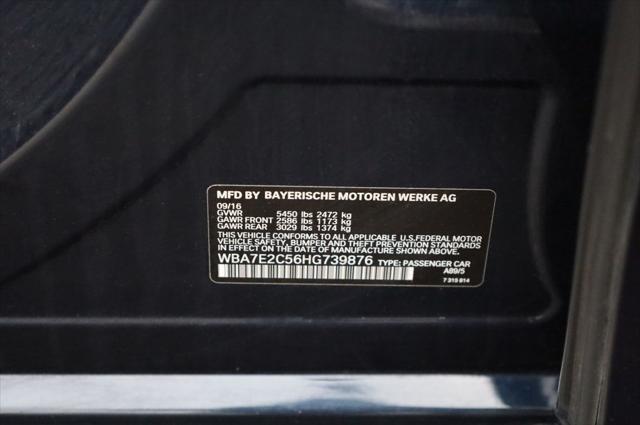 MFD BY BAYERISCHE MOTOREN WERKE AG
09/16
GVWR 5450 lbs 2472 kg
GAWR FRONT 2586 lbs 1173 kg
GAWR REAR 3029 lbs 1374 kg
THIS VEHICLE CONFORMS TO ALL APPLICABLE U.S.FEDERAL MOTOR
VEHICLE SAFETY, BUMPER AND THEFT PREVENTION STANDARDS
IN EFFECT ON THE DATE OF MANUFACTURE SHOWN ABOVE.
WBA7E2C56HG739876 TYPE: PASSENGER CAR
A89/5
7 319 814